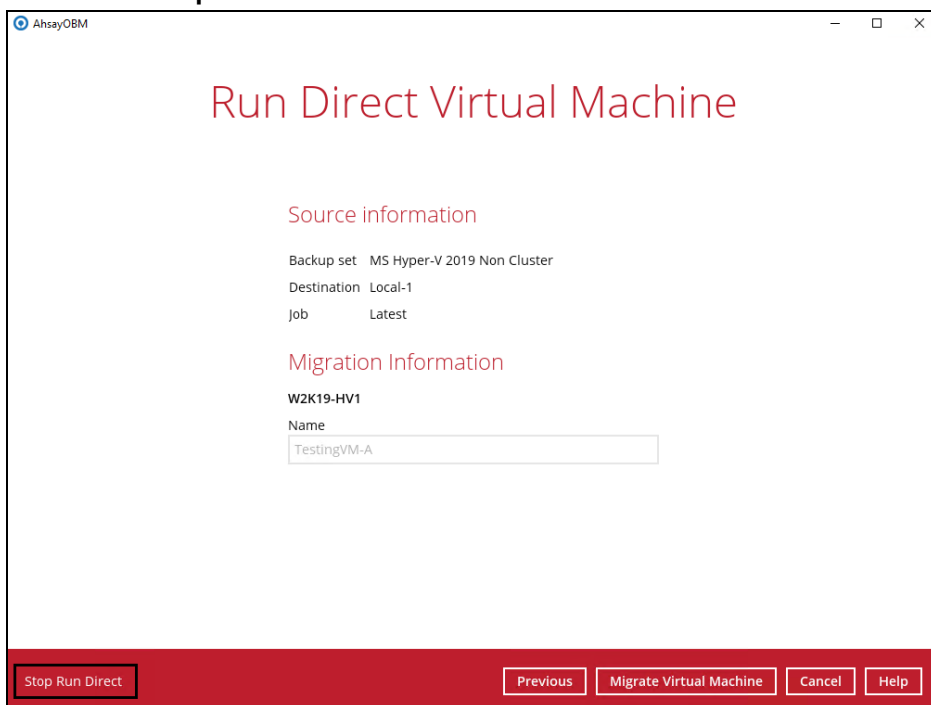 AhsayOBM
Run Direct Virtual Machine
Source information
Backup set MS Hyper-V 2019 Non Cluster
Destination Local-1
Job Latest
Migration Information
W2K19-HV1
Name
TestingVM-A
Stop Run Direct Previous Migrate Virtual Machine Cancel Help